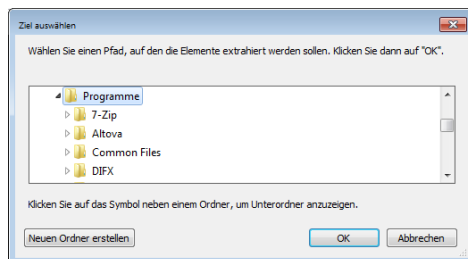 Ziel auswählen
Wählen Sie einen Pfad, auf den die Elemente extrahiert werden sollen. Klicken Sie dann auf "OK".
Programme
7-Zip
Altova
Common Files
DIFX
Klicken Sie auf das Symbol neben einem Ordner, um Unterordner anzuzeigen.
Neuen Ordner erstellen OK Abbrechen